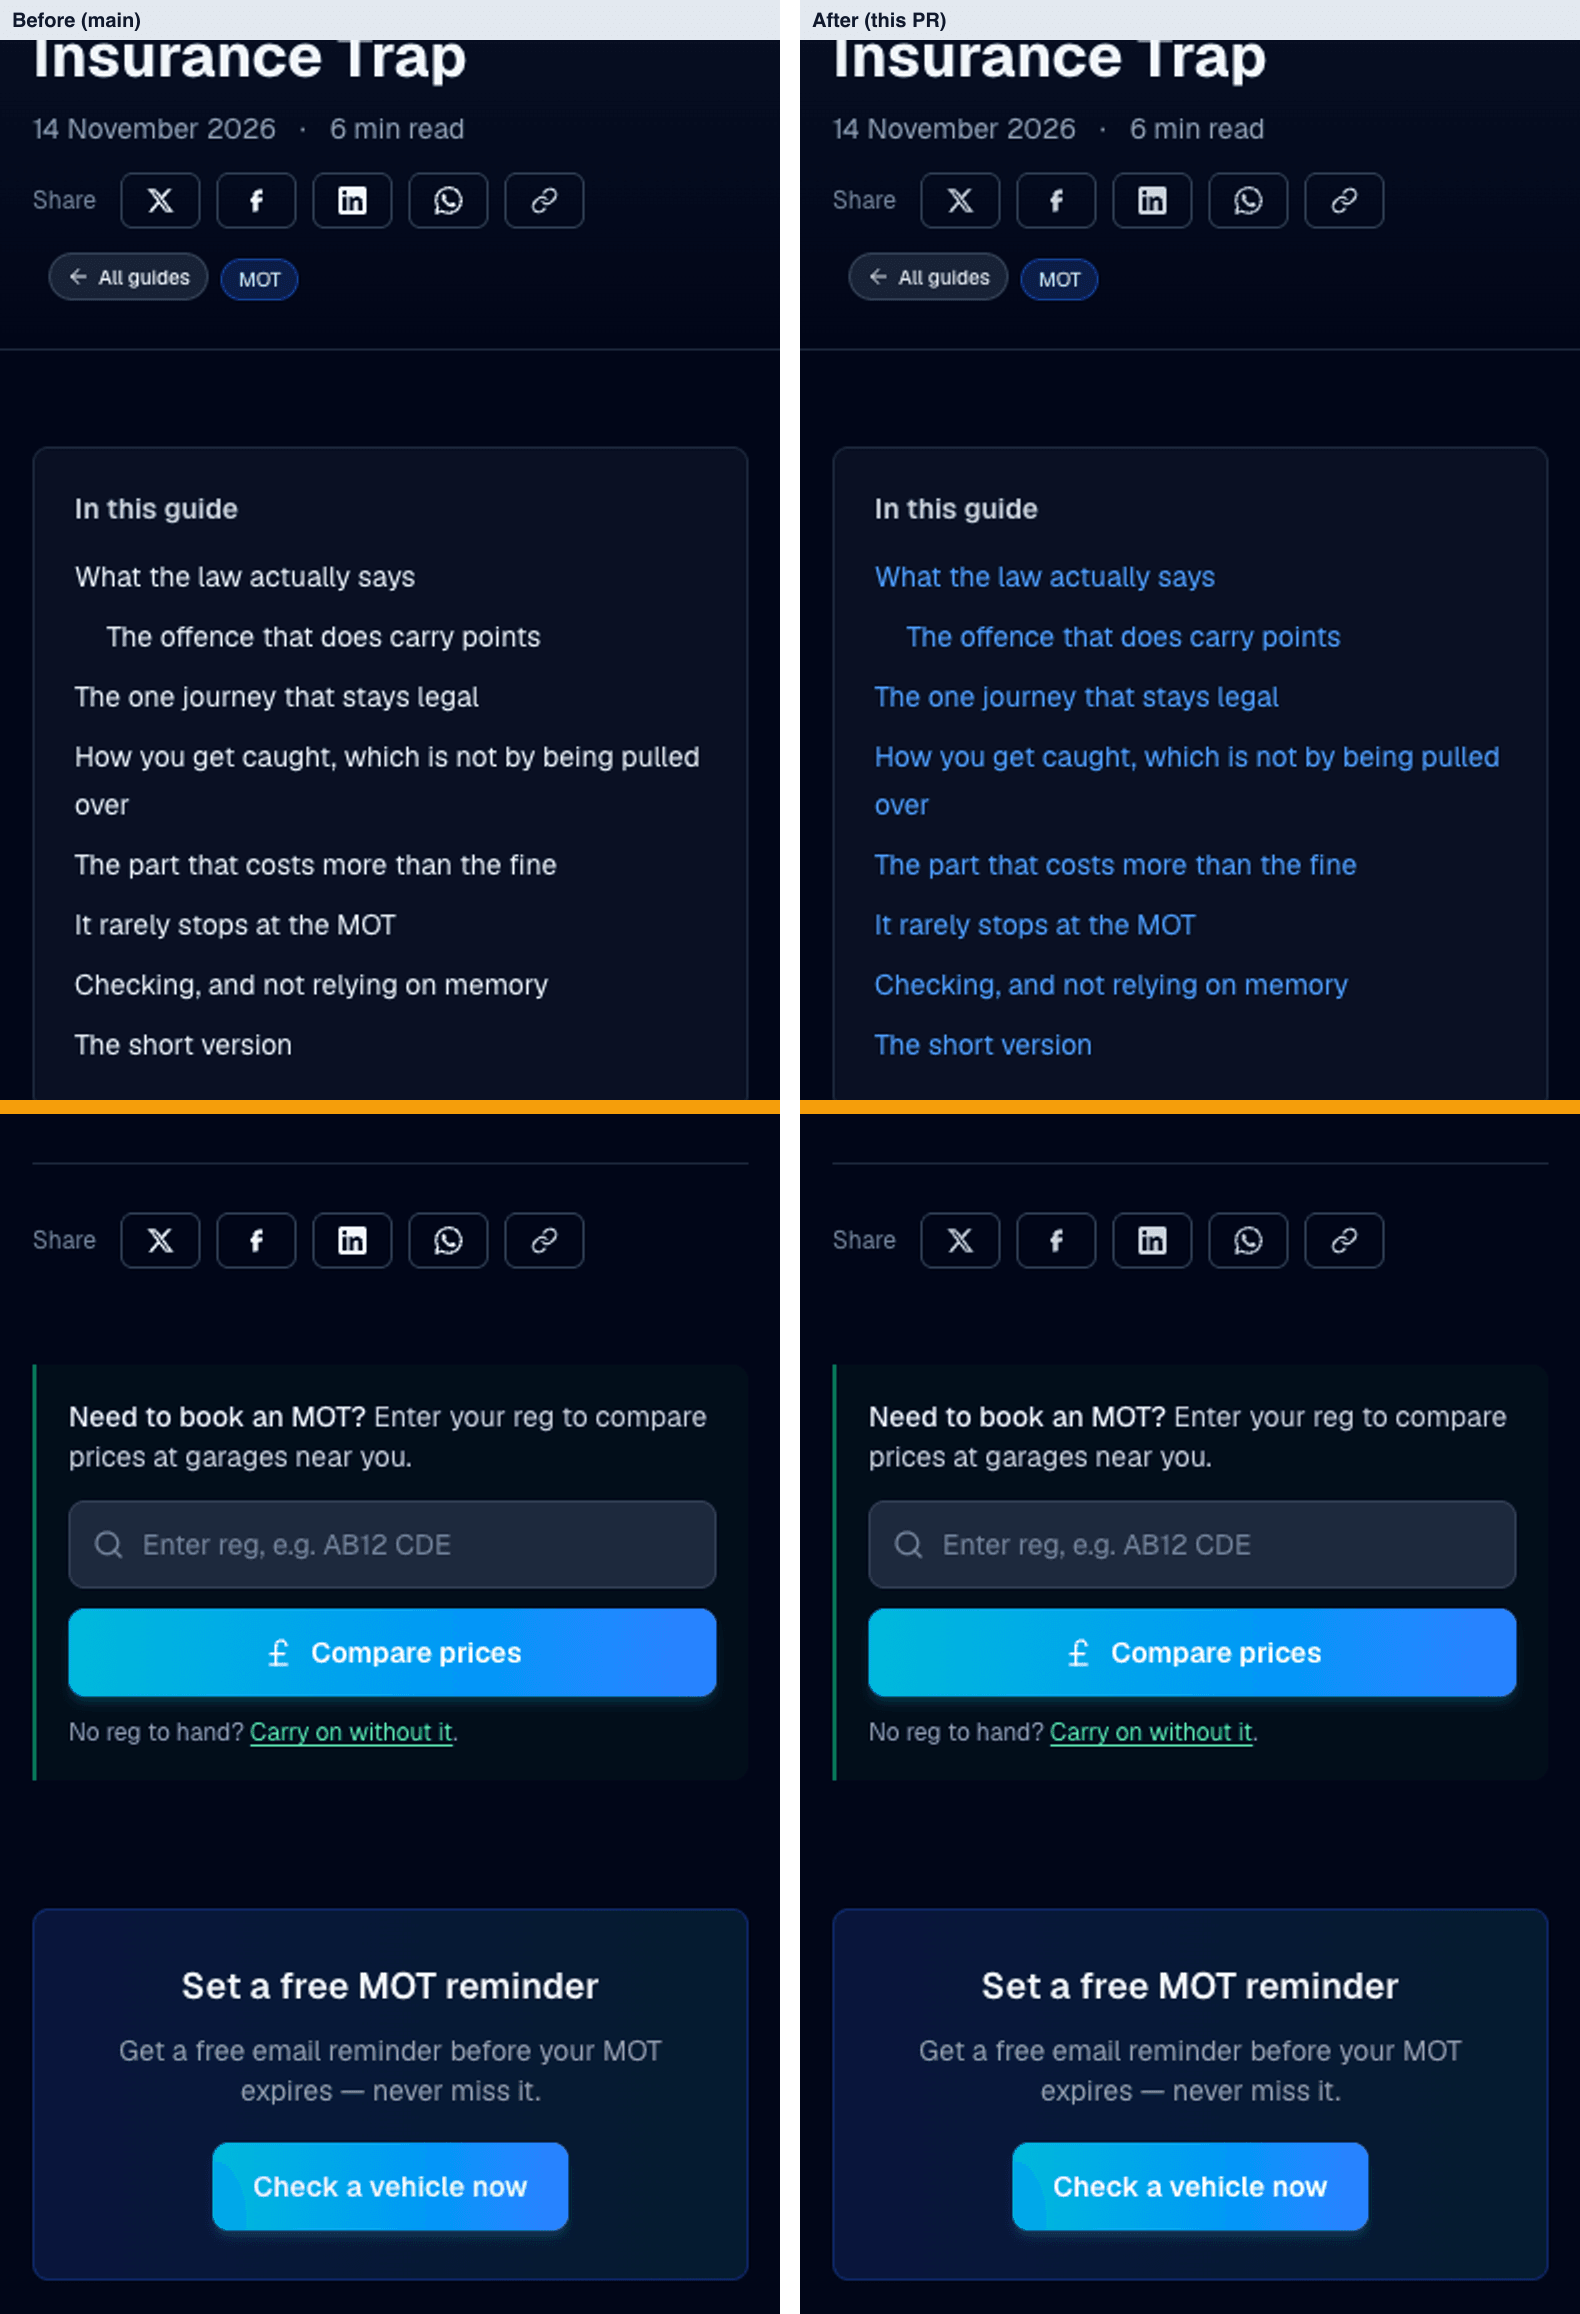 Before (main)
Insurance Trap
14 November 2026 · 6 min read
Share
← All guides
MOT
In this guide
What the law actually says
The offence that does carry points
The one journey that stays legal
How you get caught, which is not by being pulled
over
The part that costs more than the fine
It rarely stops at the MOT
Checking, and not relying on memory
The short version
Share
Need to book an MOT? Enter your reg to compare
prices at garages near you.
Enter reg, e.g. AB12 CDE
£ Compare prices
No reg to hand? Carry on without it.
Set a free MOT reminder
Get a free email reminder before your MOT
expires — never miss it.
Check a vehicle now
After (this PR)
Insurance Trap
14 November 2026 · 6 min read
Share
← All guides
MOT
In this guide
What the law actually says
The offence that does carry points
The one journey that stays legal
How you get caught, which is not by being pulled
over
The part that costs more than the fine
It rarely stops at the MOT
Checking, and not relying on memory
The short version
Share
Need to book an MOT? Enter your reg to compare
prices at garages near you.
Enter reg, e.g. AB12 CDE
£ Compare prices
No reg to hand? Carry on without it.
Set a free MOT reminder
Get a free email reminder before your MOT
expires — never miss it.
Check a vehicle now